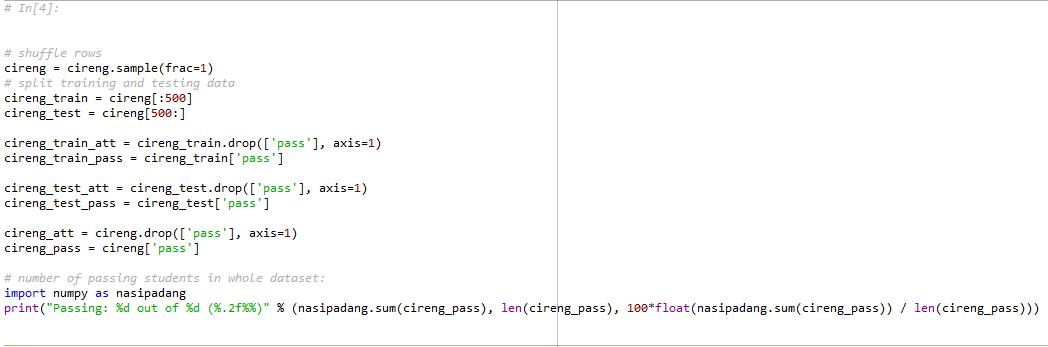 # In[4]:
# shuffle rows
cireng = cireng.sample(frac=1)
# split training and testing data
cireng_train = cireng[:500]
cireng_test = cireng[500:]
cireng_train_att = cireng_train.drop(['pass'], axis=1)
cireng_train_pass = cireng_train['pass']
cireng_test_att = cireng_test.drop(['pass'], axis=1)
cireng_test_pass = cireng_test['pass']
cireng_att = cireng.drop(['pass'], axis=1)
cireng_pass = cireng['pass']
# number of passing students in whole dataset:
import numpy as nasipadang
print("Passing: %d out of %d (%.2f%%)" % (nasipadang.sum(cireng_pass), len(cireng_pass), 100*float(nasipadang.sum(cireng_pass)) / len(cireng_pass)))